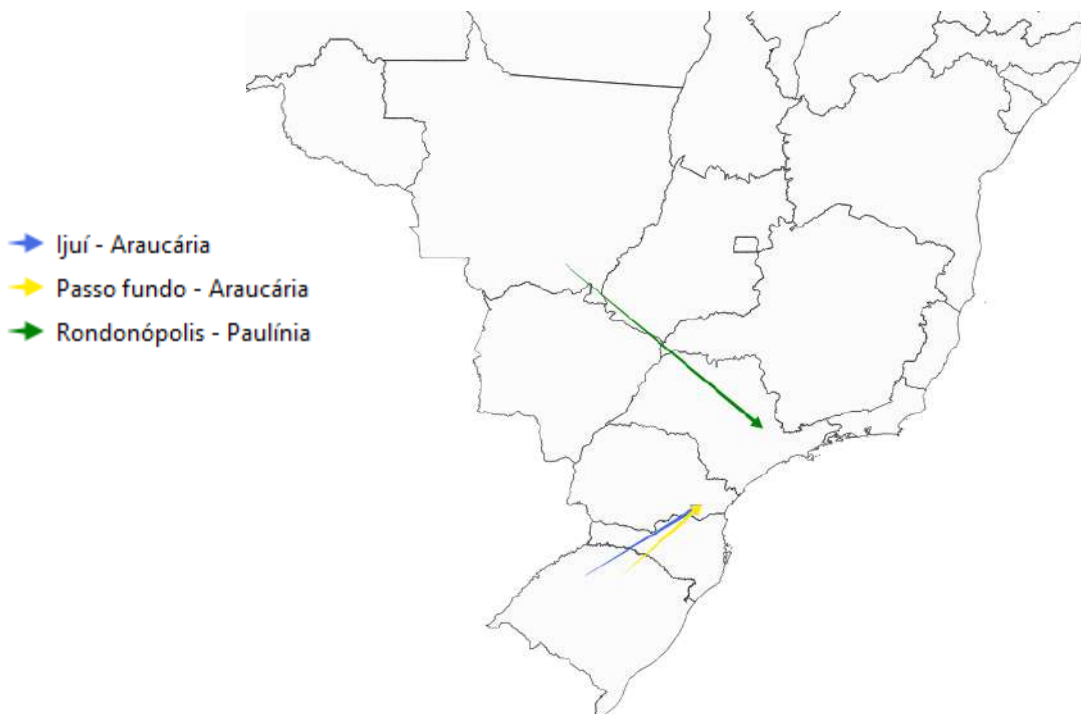 Ijuí - Araucária
Passo fundo - Araucária
Rondonópolis - Paulínia